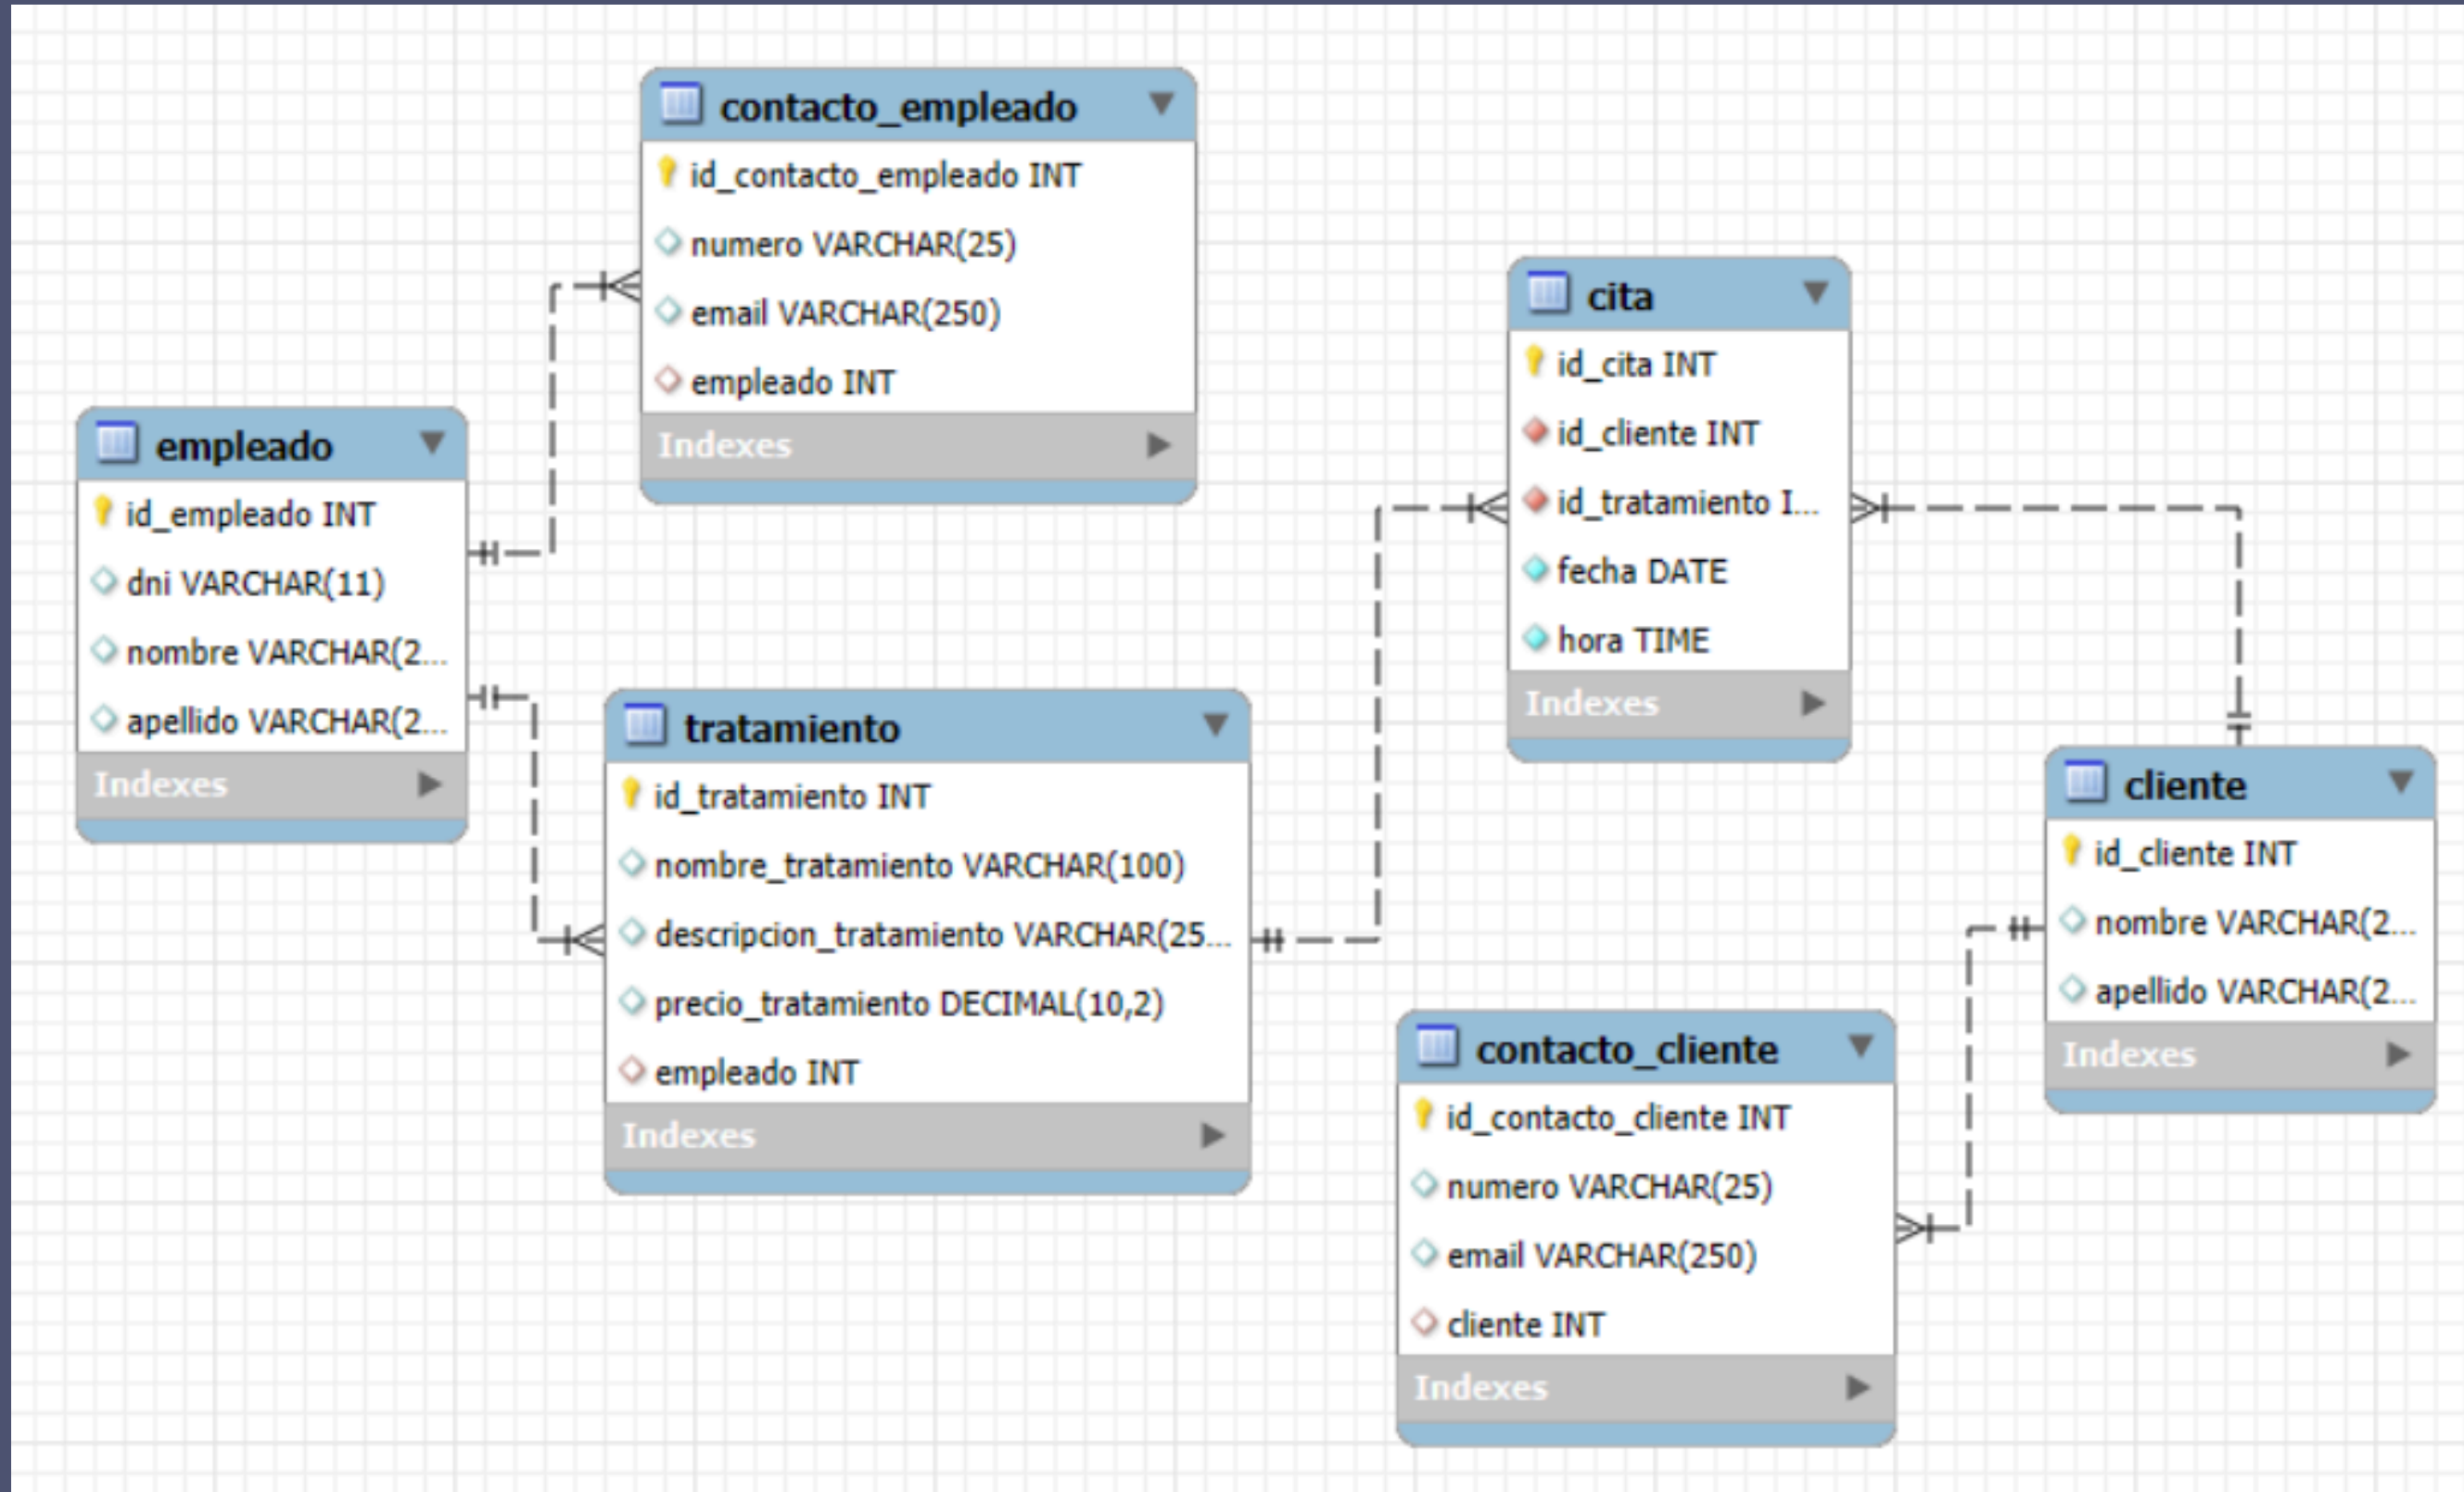 contacto_empleado
id_contacto_empleado INT
numero VARCHAR(25)
email VARCHAR(250)
empleado INT
Indexes
empleado
id_empleado INT
dni VARCHAR(11)
nombre VARCHAR(2...
apellido VARCHAR(2...
Indexes
tratamiento
id_tratamiento INT
nombre_tratamiento VARCHAR(100)
descripcion_tratamiento VARCHAR(25...
precio_tratamiento DECIMAL(10,2)
empleado INT
Indexes
cita
id_cita INT
id_cliente INT
id_tratamiento I...
fecha DATE
hora TIME
Indexes
cliente
id_cliente INT
nombre VARCHAR(2...
apellido VARCHAR(2...
Indexes
contacto_cliente
id_contacto_cliente INT
numero VARCHAR(25)
email VARCHAR(250)
cliente INT
Indexes